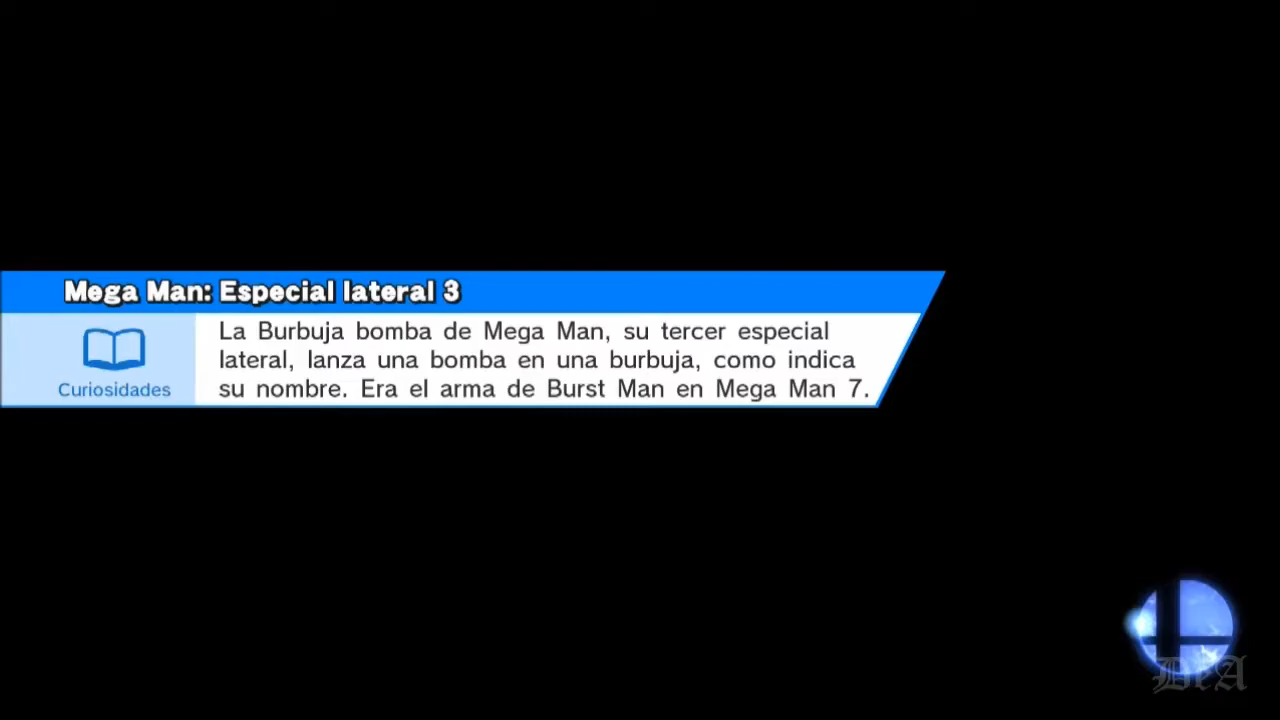 Mega Man: Especial lateral 3
La Burbuja bomba de Mega Man, su tercer especial
lateral, lanza una bomba en una burbuja, como indica
su nombre. Era el arma de Burst Man en Mega Man 7.
Curiosidades
DeA